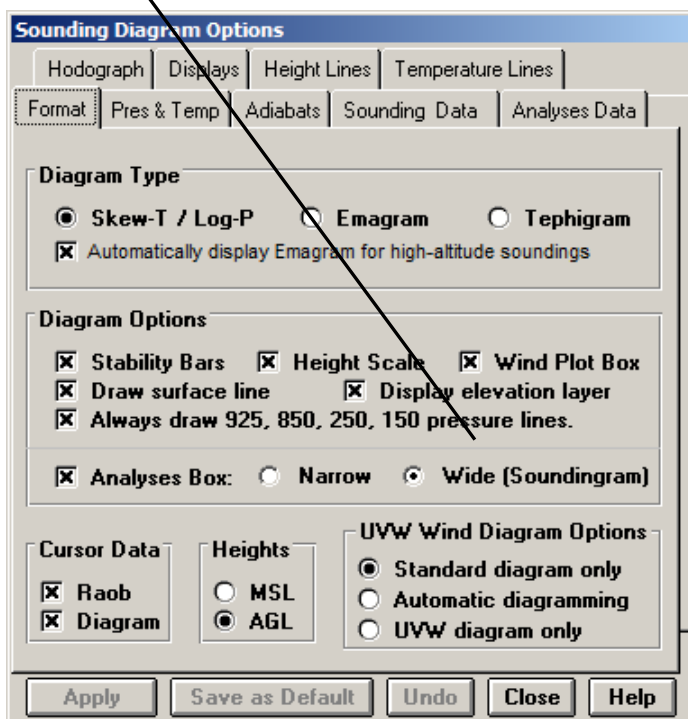 Sounding Diagram Options
Hodograph Displays Height Lines Temperature Lines
Format Pres & Temp Adiabats Sounding Data Analyses Data
Diagram Type
Skew-T / Log-P Emagram Tephigram
Automatically display Emagram for high-altitude soundings
Diagram Options
Stability Bars Height Scale Wind Plot Box
Draw surface line Display elevation layer
Always draw 925, 850, 250, 150 pressure lines.
Analyses Box: Narrow Wide (Soundingram)
Cursor Data
Raob
Diagram
Heights
MSL
AGL
UVW Wind Diagram Options
Standard diagram only
Automatic diagramming
UVW diagram only
Apply Save as Default Undo Close Help